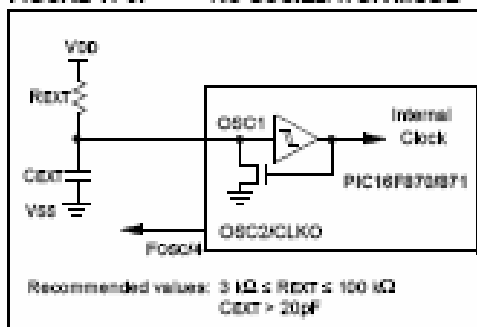 VDD
REXT
OSC1
Internal
Clock
CEXT
PIC16F870/871
VSS
OSC2/CLKO
FOSC/4
Recommended values: 3 kΩ ≤ REXT ≤ 100 kΩ
CEXT > 20pF